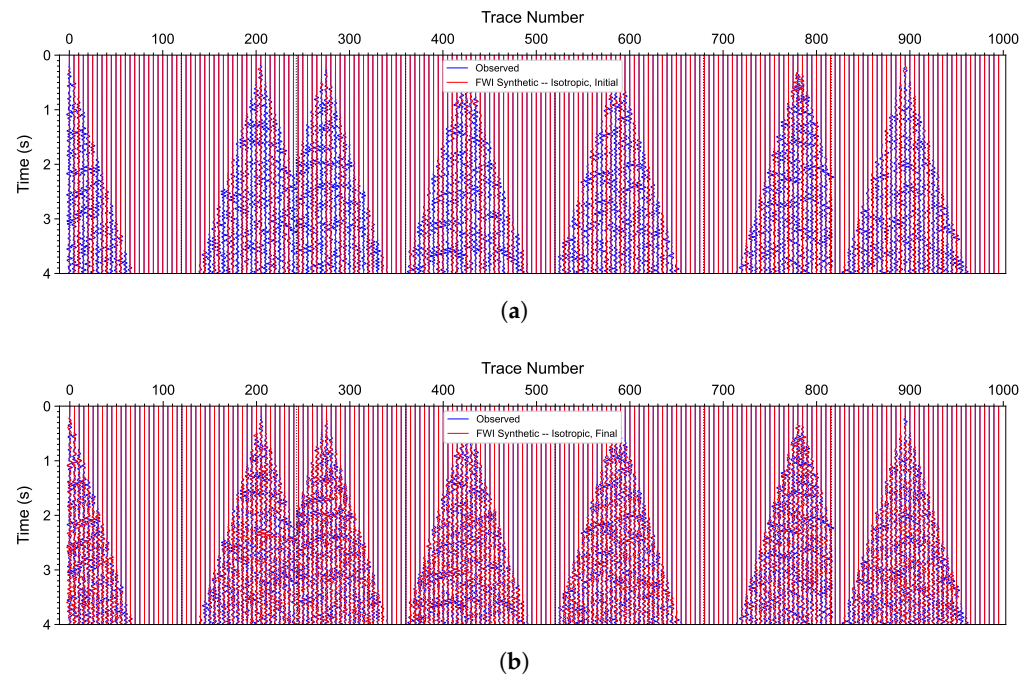 Trace Number
0 100 200 300 400 500 600 700 800 900 1000
0
Observed
FWI Synthetic -- Isotropic, Initial
1
Time (s)
2
3
4
(a)
Trace Number
0 100 200 300 400 500 600 700 800 900 1000
0
Observed
FWI Synthetic -- Isotropic, Final
1
Time (s)
2
3
4
(b)